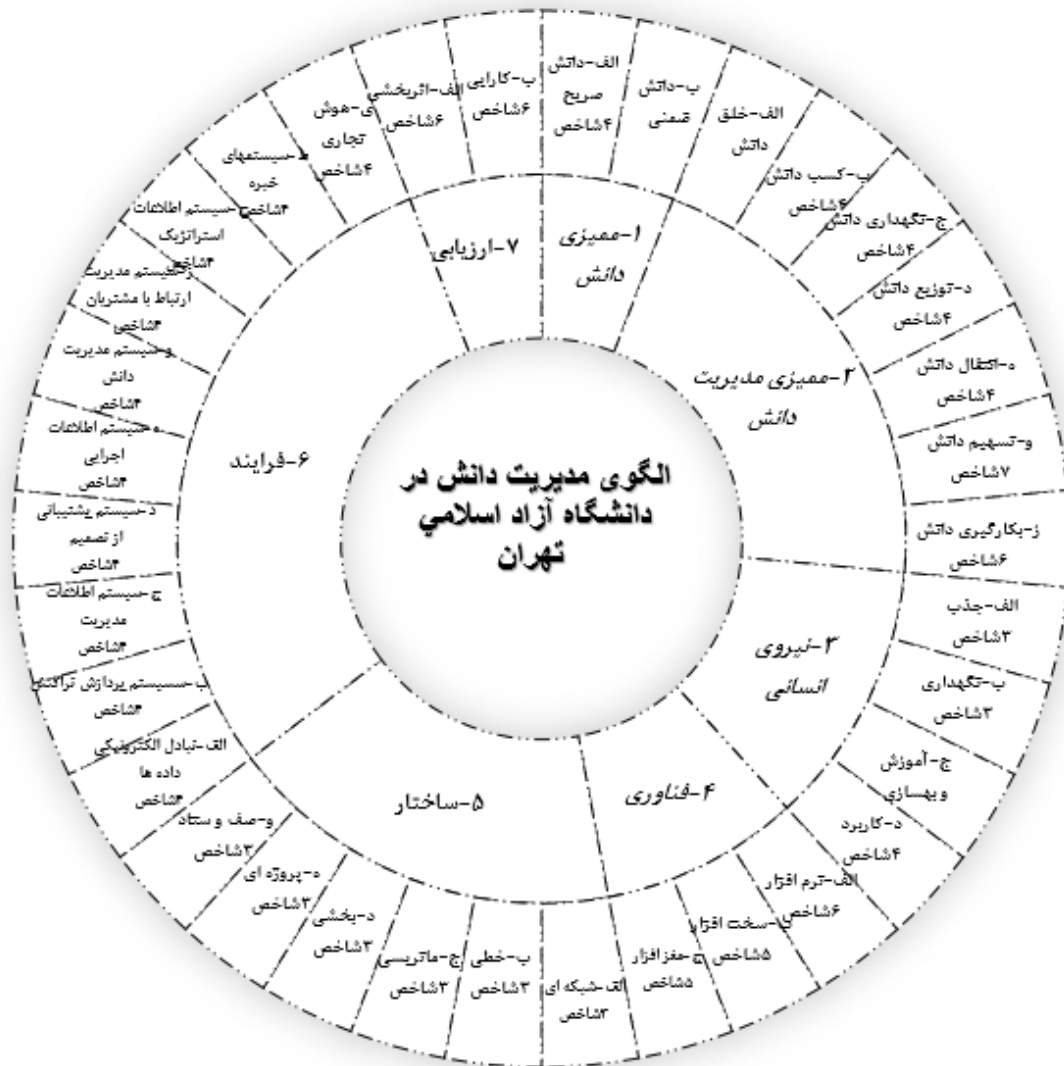 الگوی مدیریت دانش در
دانشگاه آزاد اسلامي
تهران
۱-ممیزی
دانش
۲-ممیزی مدیریت
دانش
۳-نیروی
انسانی
۴-فناوری
۵-ساختار
۶-فرایند
۷-ارزیابی
الف-دانش
صریح
۴شاخص
ب-دانش
ضمنی
الف-خلق
دانش
ب-کسب دانش
۴شاخص
ج-نگهداری دانش
۴شاخص
د-توزیع دانش
۴شاخص
ه-انتقال دانش
۴شاخص
و-تسهیم دانش
۷شاخص
ز-بکارگیری دانش
۶شاخص
الف-جذب
۳شاخص
ب-نگهداری
۳شاخص
ج-آموزش
و بهسازی
د-کاربرد
۴شاخص
الف-نرم افزار
۶شاخص
ب-سخت افزار
۵شاخص
ج-مغز افزار
۵شاخص
الف-شبکه ای
۳شاخص
ب-خطی
۳شاخص
ج-ماتریسی
۳شاخص
د-بخشی
۳شاخص
ه-پروژه ای
۳شاخص
و-صف و ستاد
۳شاخص
الف-تبادل الکترونیکی
داده ها
۴شاخص
ب-سسیستم پردازش تراکنش
۴شاخص
ج-سیستم اطلاعات
مدیریت
۴شاخص
د-سیستم پشتیبانی
از تصمیم
۴شاخص
ه-سیستم اطلاعات
اجرایی
۴شاخص
و-سیستم مدیریت
دانش
۴شاخص
ز-سیستم مدیریت
ارتباط با مشتریان
۴شاخص
ح-سیستم اطلاعات
استراتژیک
۴شاخص
ط-سیستمهای
خبره
۴شاخص
ی-هوش
تجاری
۴شاخص
الف-اثربخشی
۶شاخص
ب-کارایی
۶شاخص